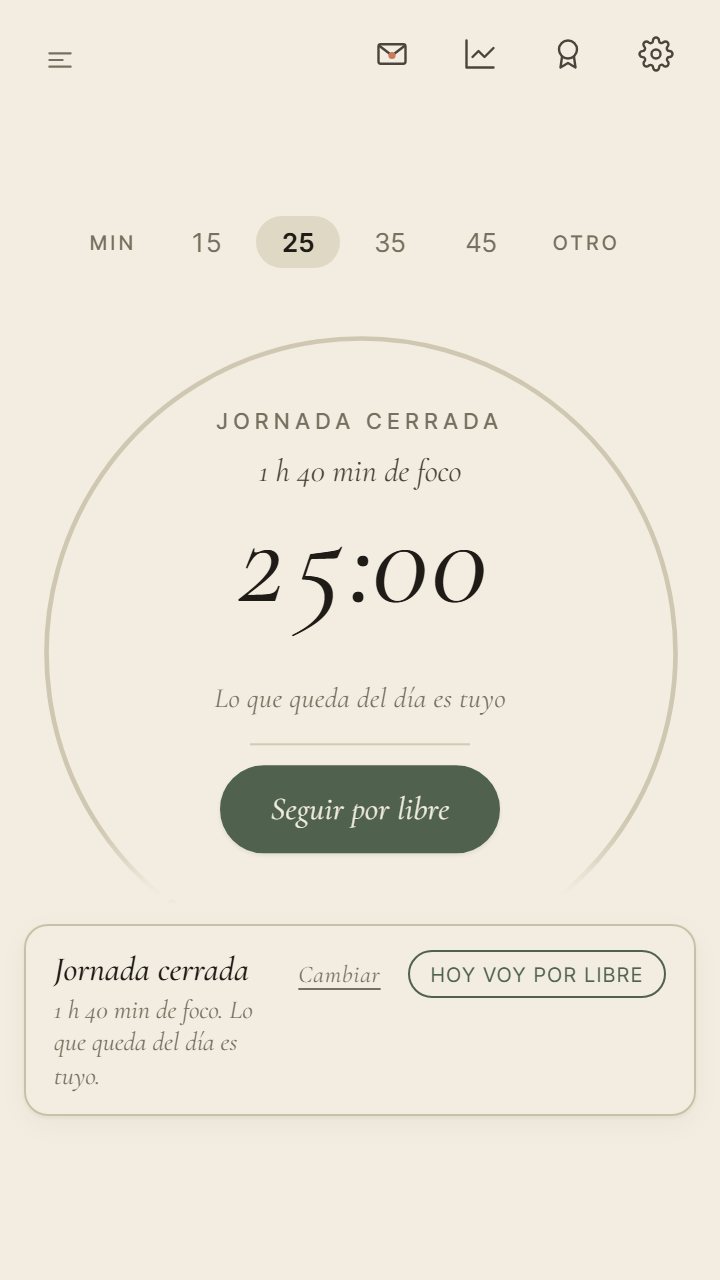 MIN 15 25 35 45 OTRO
JORNADA CERRADA
1 h 40 min de foco
25:00
Lo que queda del día es tuyo
Seguir por libre
Jornada cerrada
1 h 40 min de foco. Lo
que queda del día es
tuyo.
Cambiar
HOY VOY POR LIBRE